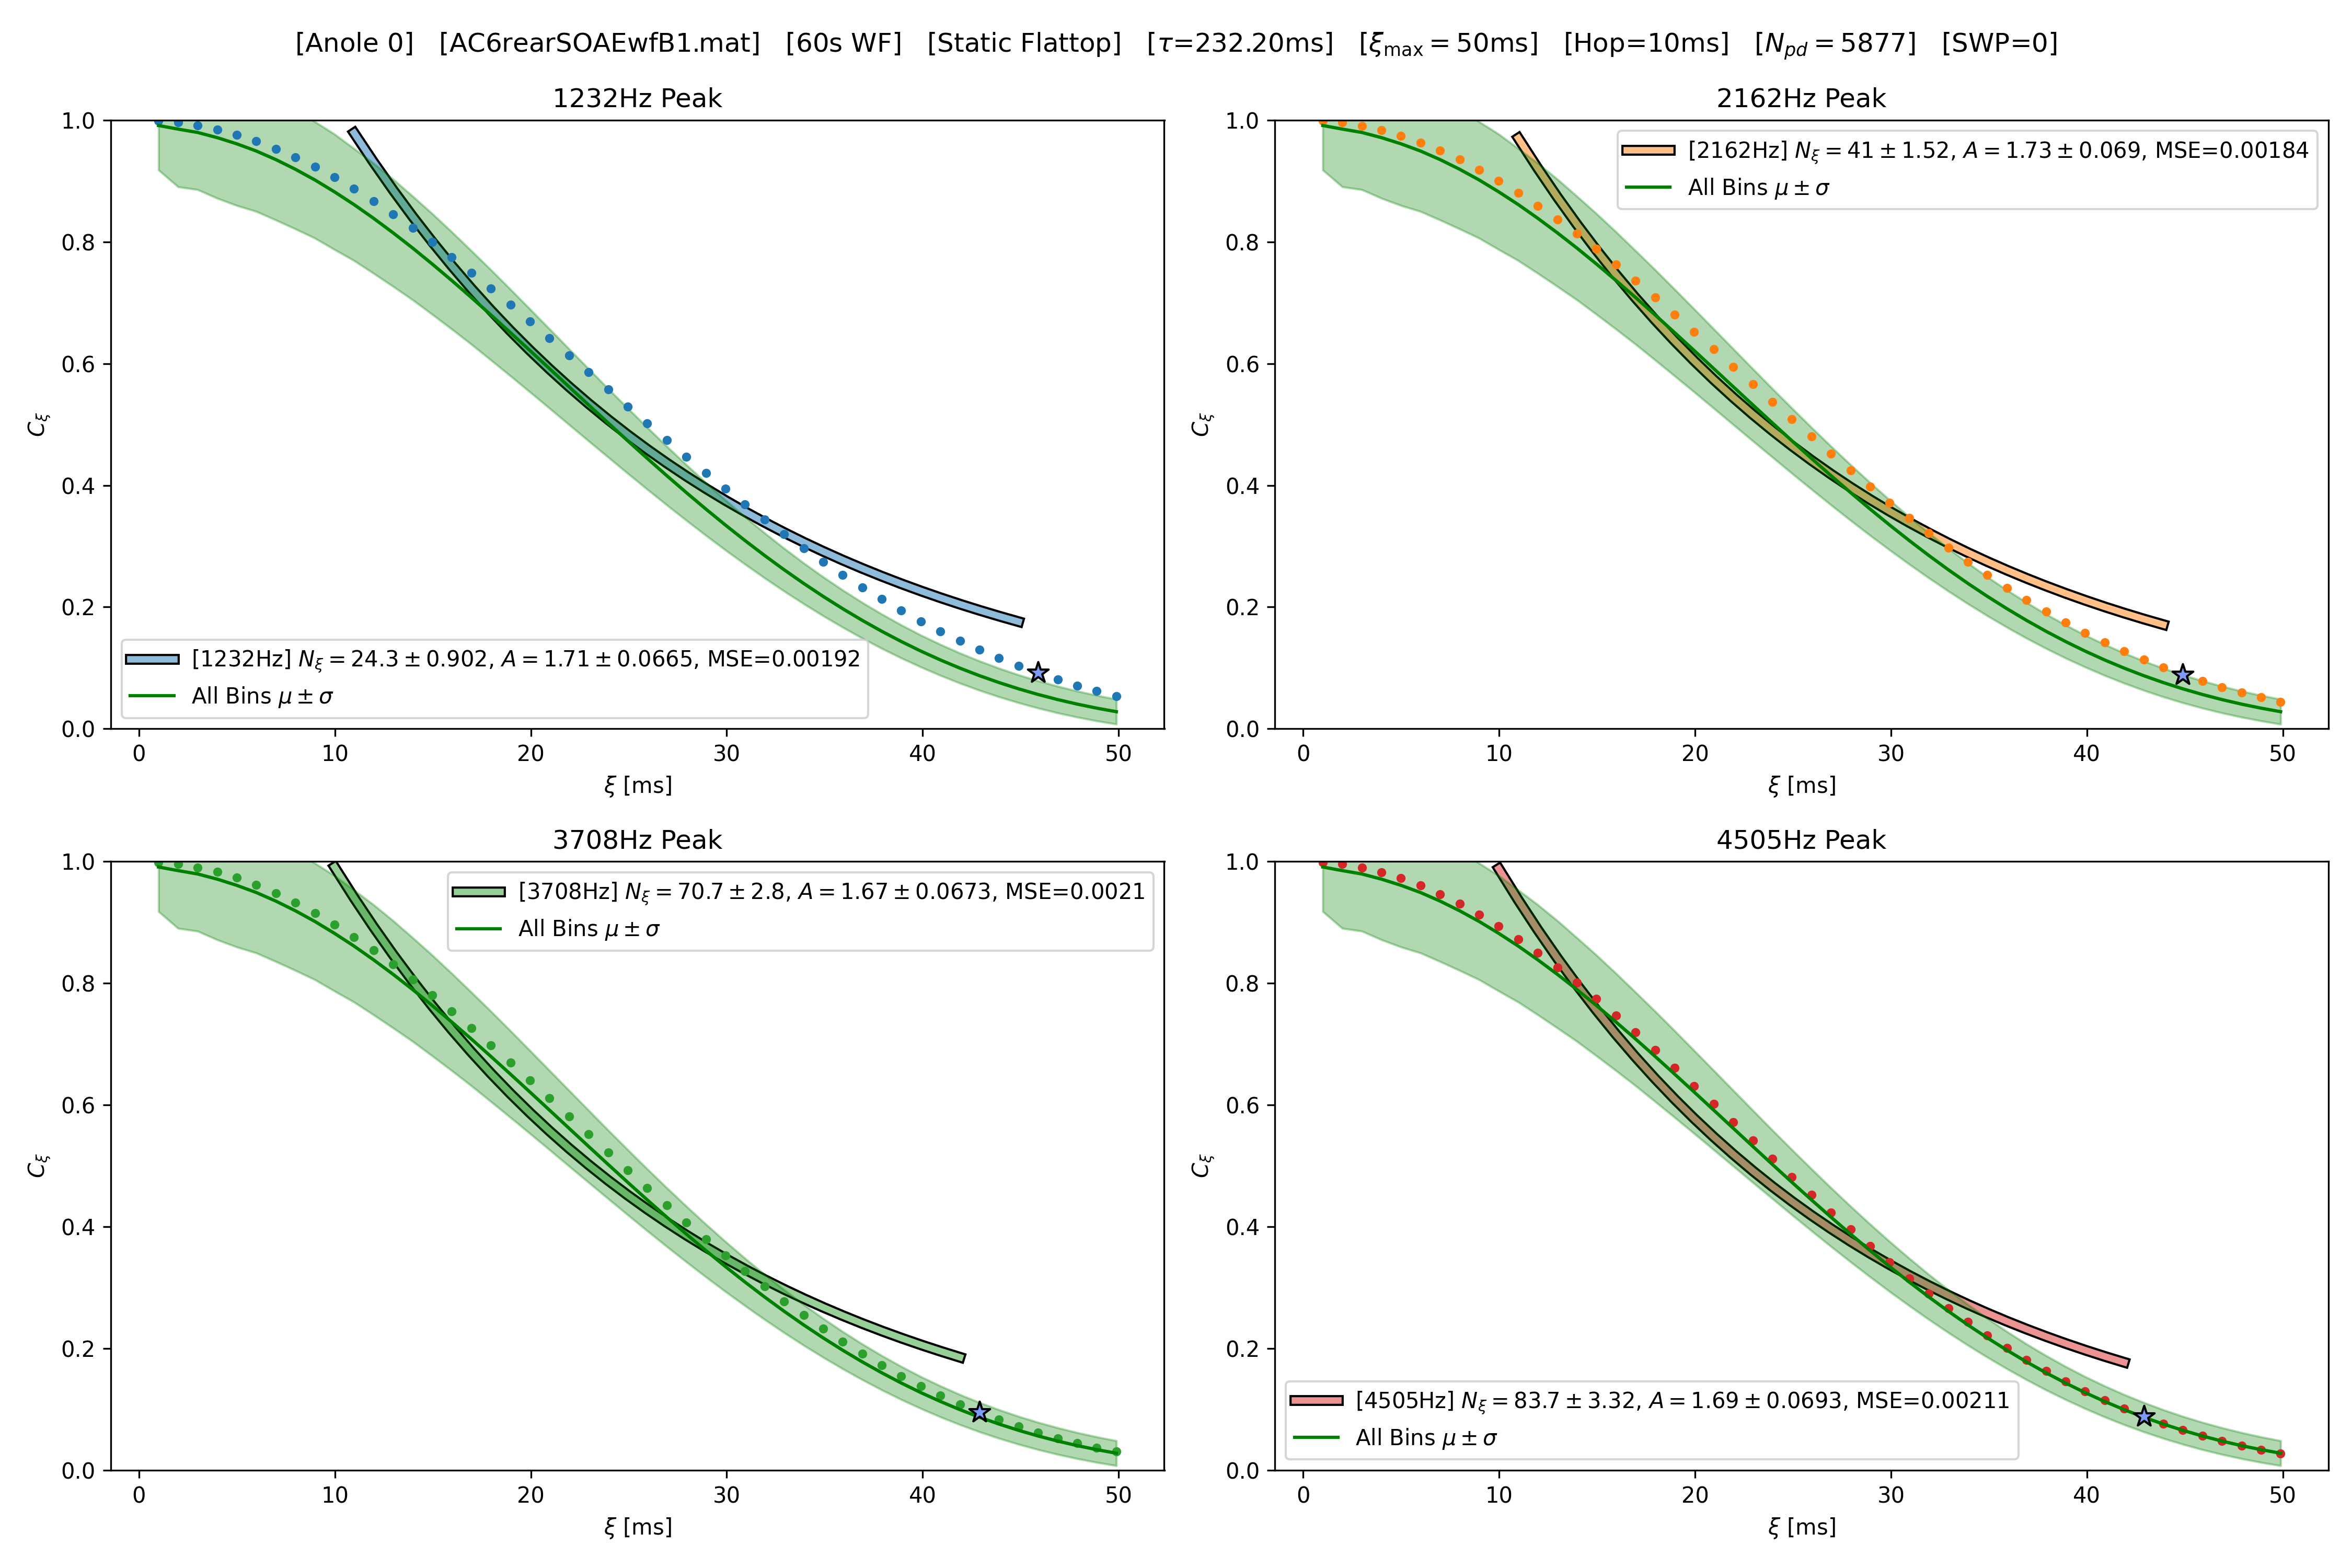 [Anole 0] [AC6rearSOAEwfB1.mat] [60s WF] [Static Flattop] [τ=232.20ms] [ξmax = 50ms] [Hop=10ms] [Npd = 5877] [SWP=0]
1232Hz Peak
1.0
0.8
0.6
0.4
0.2
0.0
Cξ
[1232Hz] Nξ = 24.3 ± 0.902, A = 1.71 ± 0.0665, MSE=0.00192
All Bins μ ± σ
0 10 20 30 40 50
ξ [ms]
2162Hz Peak
1.0
0.8
0.6
0.4
0.2
0.0
Cξ
[2162Hz] Nξ = 41 ± 1.52, A = 1.73 ± 0.069, MSE=0.00184
All Bins μ ± σ
0 10 20 30 40 50
ξ [ms]
3708Hz Peak
1.0
0.8
0.6
0.4
0.2
0.0
Cξ
[3708Hz] Nξ = 70.7 ± 2.8, A = 1.67 ± 0.0673, MSE=0.0021
All Bins μ ± σ
0 10 20 30 40 50
ξ [ms]
4505Hz Peak
1.0
0.8
0.6
0.4
0.2
0.0
Cξ
[4505Hz] Nξ = 83.7 ± 3.32, A = 1.69 ± 0.0693, MSE=0.00211
All Bins μ ± σ
0 10 20 30 40 50
ξ [ms]